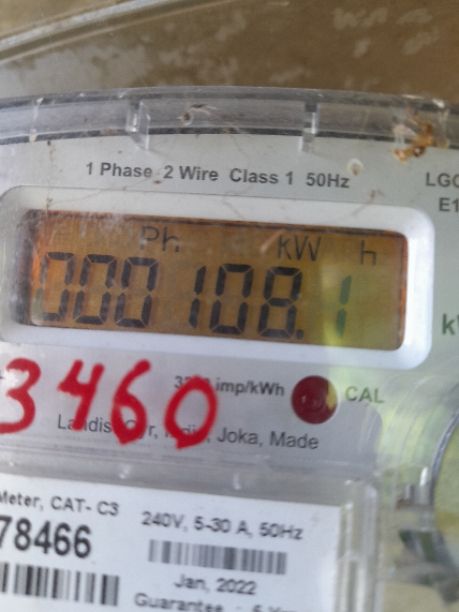 1 Phase 2 Wire Class 1 50Hz
Ph kW h
000108.1
imp/kWh
CAL
3460
Joka, Made
Meter, CAT- C3
78466
240V, 5-30 A, 50Hz
Jan, 2022
Guarantee